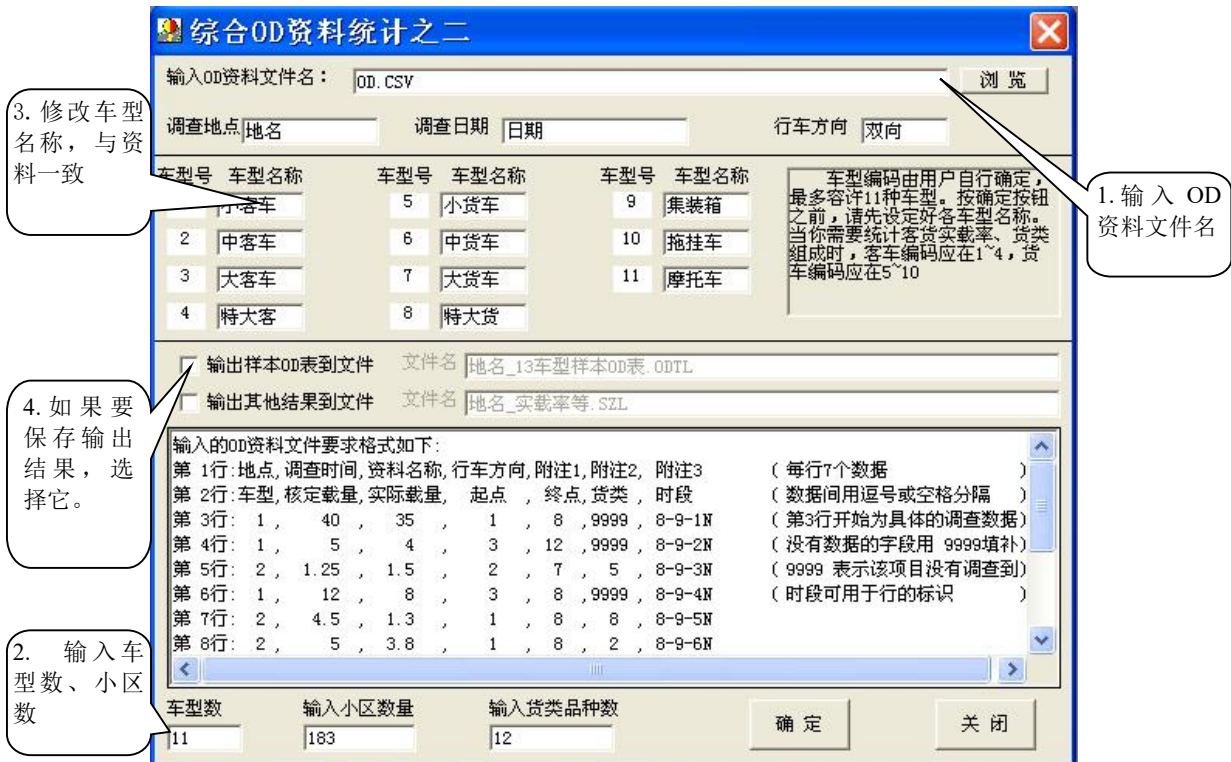 综合OD资料统计之二
输入OD资料文件名：
OD.CSV
浏 览
调查地点
地名
调查日期
日期
行车方向
双向
车型号 车型名称 车型号 车型名称 车型号 车型名称
小客车 5 小货车 9 集装箱
2 中客车 6 中货车 10 拖挂车
3 大客车 7 大货车 11 摩托车
4 特大客 8 特大货
车型编码由用户自行确定，
最多容许11种车型。按确定按钮
之前，请先设定好各车型名称。
当你需要统计客货实载率、货类
组成时，客车编码应在1~4，货
车编码应在5~10
输出样本OD表到文件 文件名 地名_13车型样本OD表.ODTL
输出其他结果到文件 文件名 地名_实载率等.SZL
输入的OD资料文件要求格式如下:
第 1行:地点,调查时间,资料名称,行车方向,附注1,附注2, 附注3 ( 每行7个数据 )
第 2行:车型,核定载量,实际载量, 起点 , 终点,货类 , 时段 ( 数据间用逗号或空格分隔 )
第 3行: 1 , 40 , 35 , 1 , 8 ,9999 , 8-9-1N ( 第3行开始为具体的调查数据)
第 4行: 1 , 5 , 4 , 3 , 12 ,9999 , 8-9-2N ( 没有数据的字段用 9999填补)
第 5行: 2 , 1.25 , 1.5 , 2 , 7 , 5 , 8-9-3N ( 9999 表示该项目没有调查到)
第 6行: 1 , 12 , 8 , 3 , 8 ,9999 , 8-9-4N ( 时段可用于行的标识 )
第 7行: 2 , 4.5 , 1.3 , 1 , 8 , 8 , 8-9-5N
第 8行: 2 , 5 , 3.8 , 1 , 8 , 2 , 8-9-6N
车型数 输入小区数量 输入货类品种数
11 183 12
确 定
关 闭
3. 修改车型
名称，与资
料一致
1. 输入 OD
资料文件名
4. 如果要
保存输出
结果，选
择它。
2. 输入车
型数、小区
数